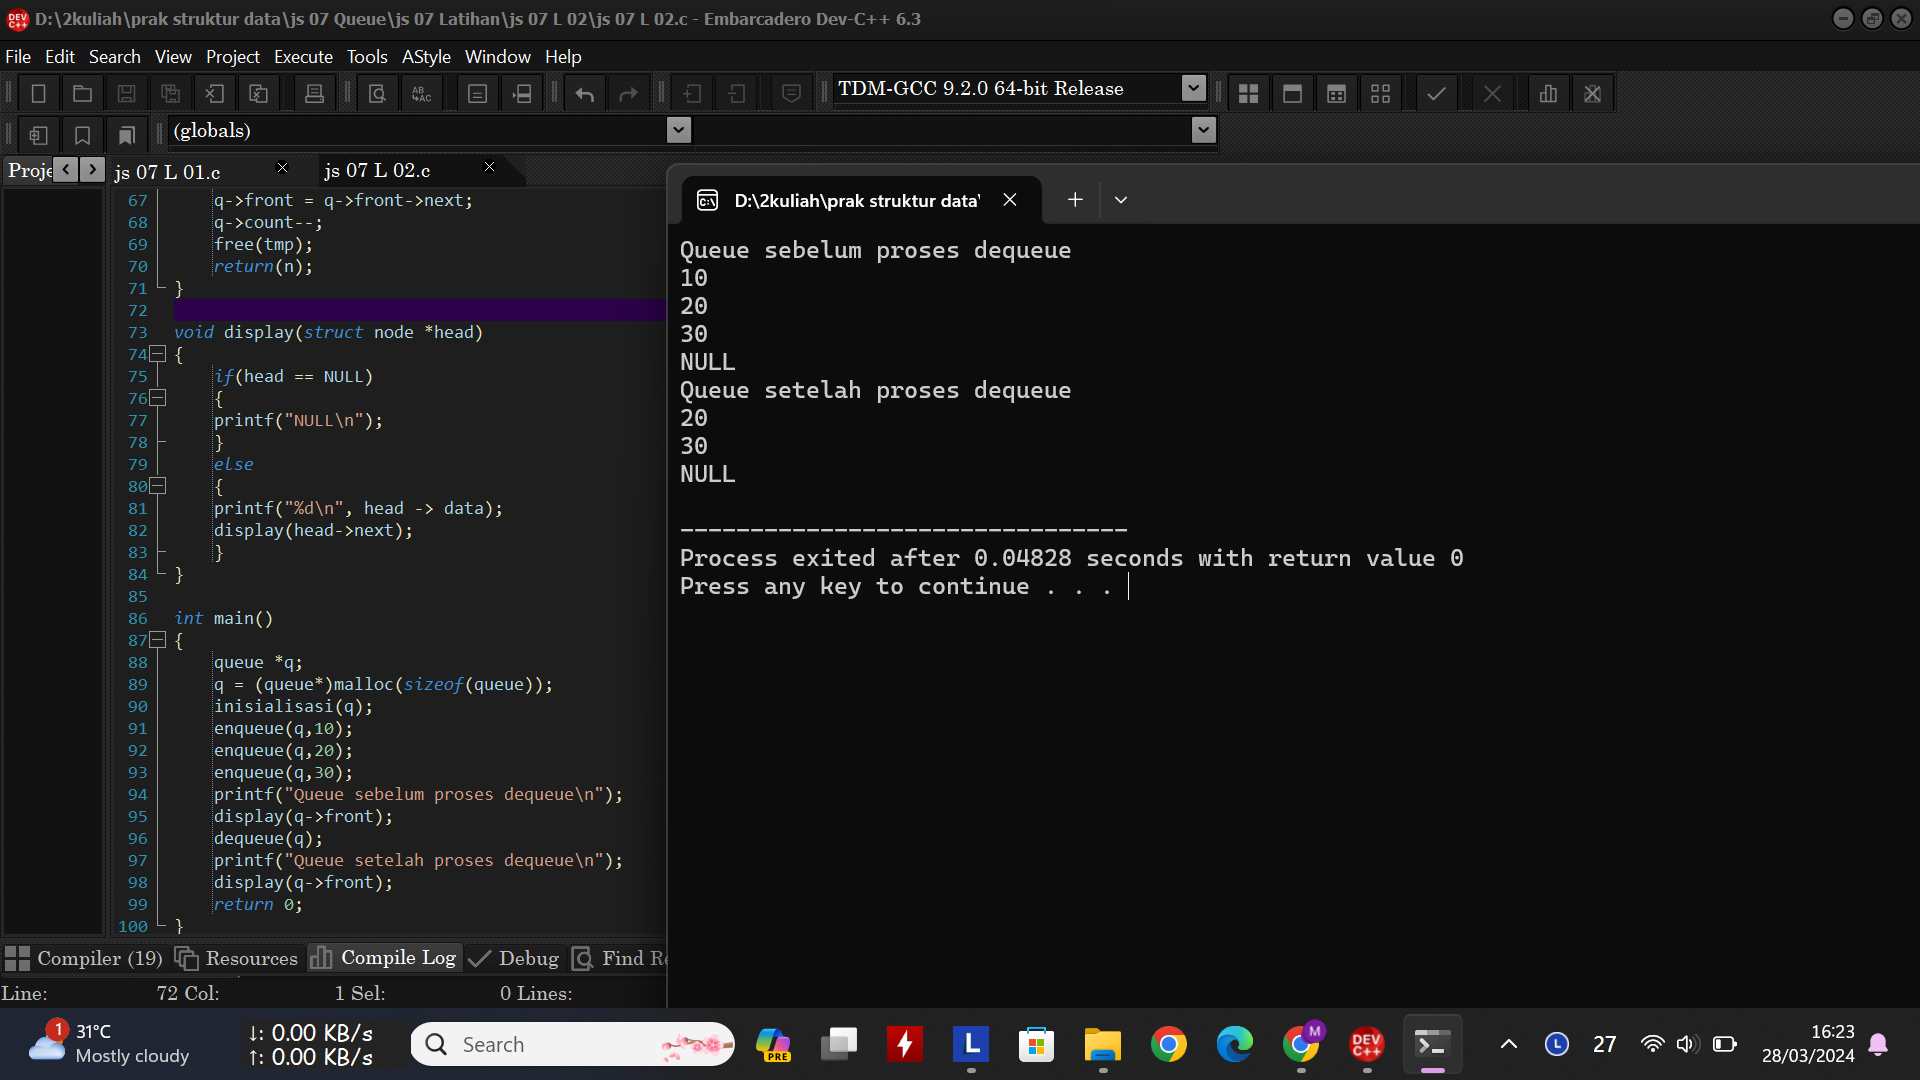 D:\2kuliah\prak struktur data\js 07 Queue\js 07 Latihan\js 07 L 02\js 07 L 02.c - Embarcadero Dev-C++ 6.3
File Edit Search View Project Execute Tools AStyle Window Help
TDM-GCC 9.2.0 64-bit Release
(globals)
Proje
js 07 L 01.c
js 07 L 02.c
67 q->front = q->front->next;
68 q->count--;
69 free(tmp);
70 return(n);
71 }
72
73 void display(struct node *head)
74 {
75 if(head == NULL)
76 {
77 printf("NULL\n");
78 }
79 else
80 {
81 printf("%d\n", head -> data);
82 display(head->next);
83 }
84 }
85
86 int main()
87 {
88 queue *q;
89 q = (queue*)malloc(sizeof(queue));
90 inisialisasi(q);
91 enqueue(q,10);
92 enqueue(q,20);
93 enqueue(q,30);
94 printf("Queue sebelum proses dequeue\n");
95 display(q->front);
96 dequeue(q);
97 printf("Queue setelah proses dequeue\n");
98 display(q->front);
99 return 0;
100 }
D:\2kuliah\prak struktur data\
Queue sebelum proses dequeue
10
20
30
NULL
Queue setelah proses dequeue
20
30
NULL
--------------------------------
Process exited after 0.04828 seconds with return value 0
Press any key to continue . . .
Compiler (19) Resources Compile Log Debug Find Re
Line: 72 Col: 1 Sel: 0 Lines:
1 31°C
Mostly cloudy
↓: 0.00 KB/s
↑: 0.00 KB/s
Search
PRE
L
M
DEV C++
L
27
16:23
28/03/2024